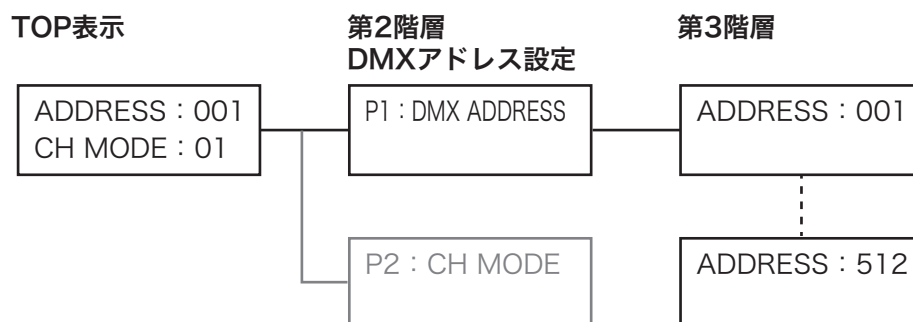 TOP表示
第2階層
DMXアドレス設定
第3階層
ADDRESS：001
CH MODE：01
P1：DMX ADDRESS
ADDRESS：001
P2：CH MODE
ADDRESS：512